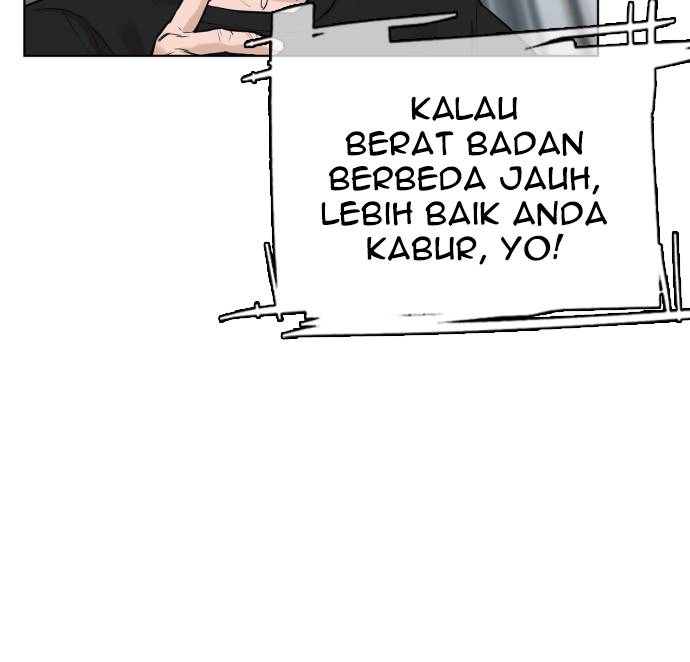 KALAU
BERAT BADAN
BERBEDA JAUH,
LEBIH BAIK ANDA
KABUR, YO!